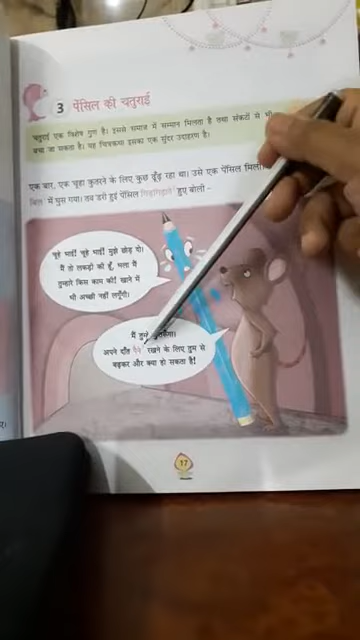 3 पेंसिल की चतुराई
चतुराई एक विशेष गुण है। इससे समाज में सम्मान मिलता है तथा संकटों से भी
बचा जा सकता है। यह चित्रकथा इसका एक सुंदर उदाहरण है।
एक बार, एक चूहा कुतरने के लिए कुछ ढूँढ़ रहा था। उसे एक पेंसिल मिली।
बिल में घुस गया। तब डरी हुई पेंसिल गिड़गिड़ाते हुए बोली -
चूहे भाई! चूहे भाई! मुझे छोड़ दो।
मैं तो लकड़ी की हूँ, भला मैं
तुम्हारे किस काम की! खाने में
भी अच्छी नहीं लगूँगी।
मैं तुम्हें
अपने दाँत पैने रखने के लिए तुम से
बढ़कर और क्या हो सकता है!
17